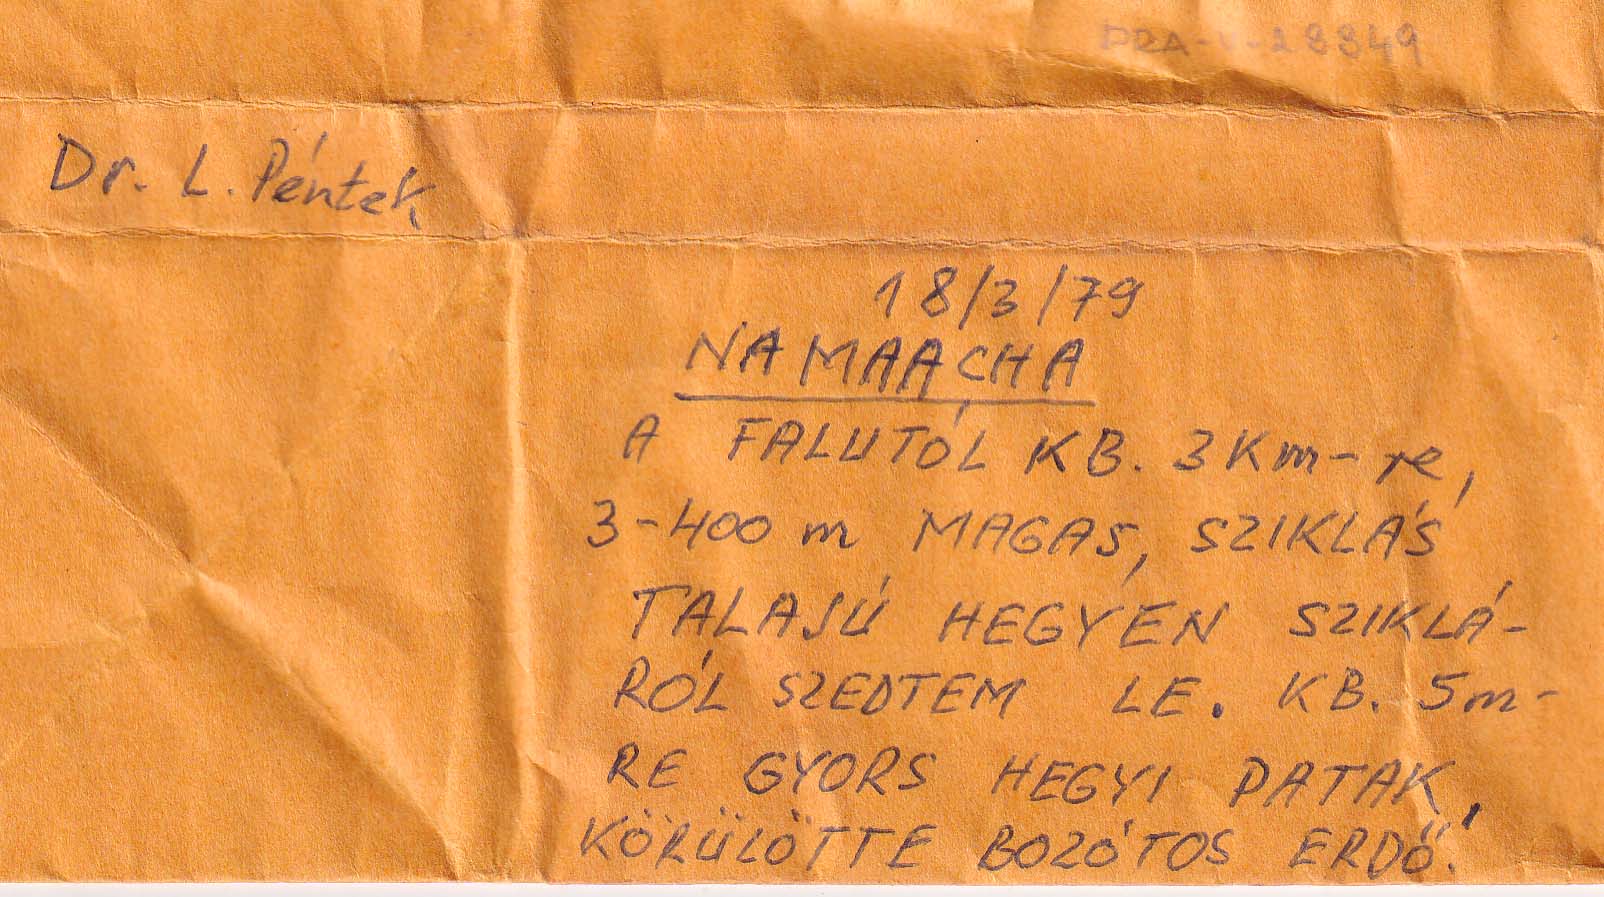 PRA-V-23349
Dr. L. Péntek
18/3/79
NAMAACHA
A FALUTÓL KB. 3Km-re,
3-400 m MAGAS, SZIKLÁS
TALAJÚ HEGYEN SZIKLÁ-
RÓL SZEDTEM LE. KB. 5m-
RE GYORS HEGYI PATAK,
KÖRÜLÖTTE BOZÓTOS ERDŐ.